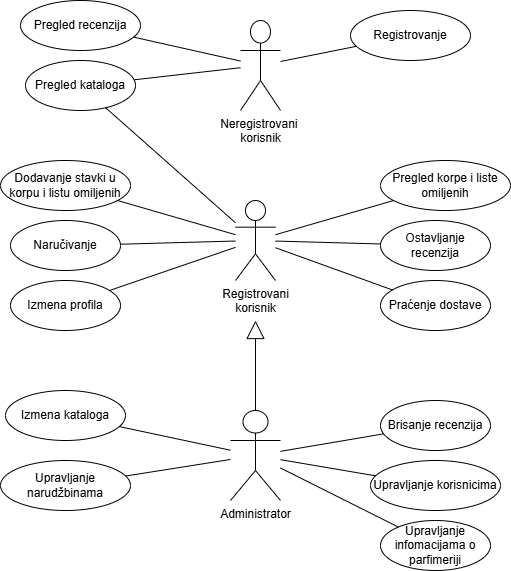 Pregled recenzija
Registrovanje
Pregled kataloga
Neregistrovani
korisnik
Dodavanje stavki u
korpu i listu omiljenih
Pregled korpe i liste
omiljenih
Naručivanje
Ostavljanje
recenzija
Izmena profila
Registrovani
korisnik
Praćenje dostave
Izmena kataloga
Brisanje recenzija
Upravljanje
narudžbinama
Upravljanje korisnicima
Administrator
Upravljanje
infomacijama o
parfimeriji